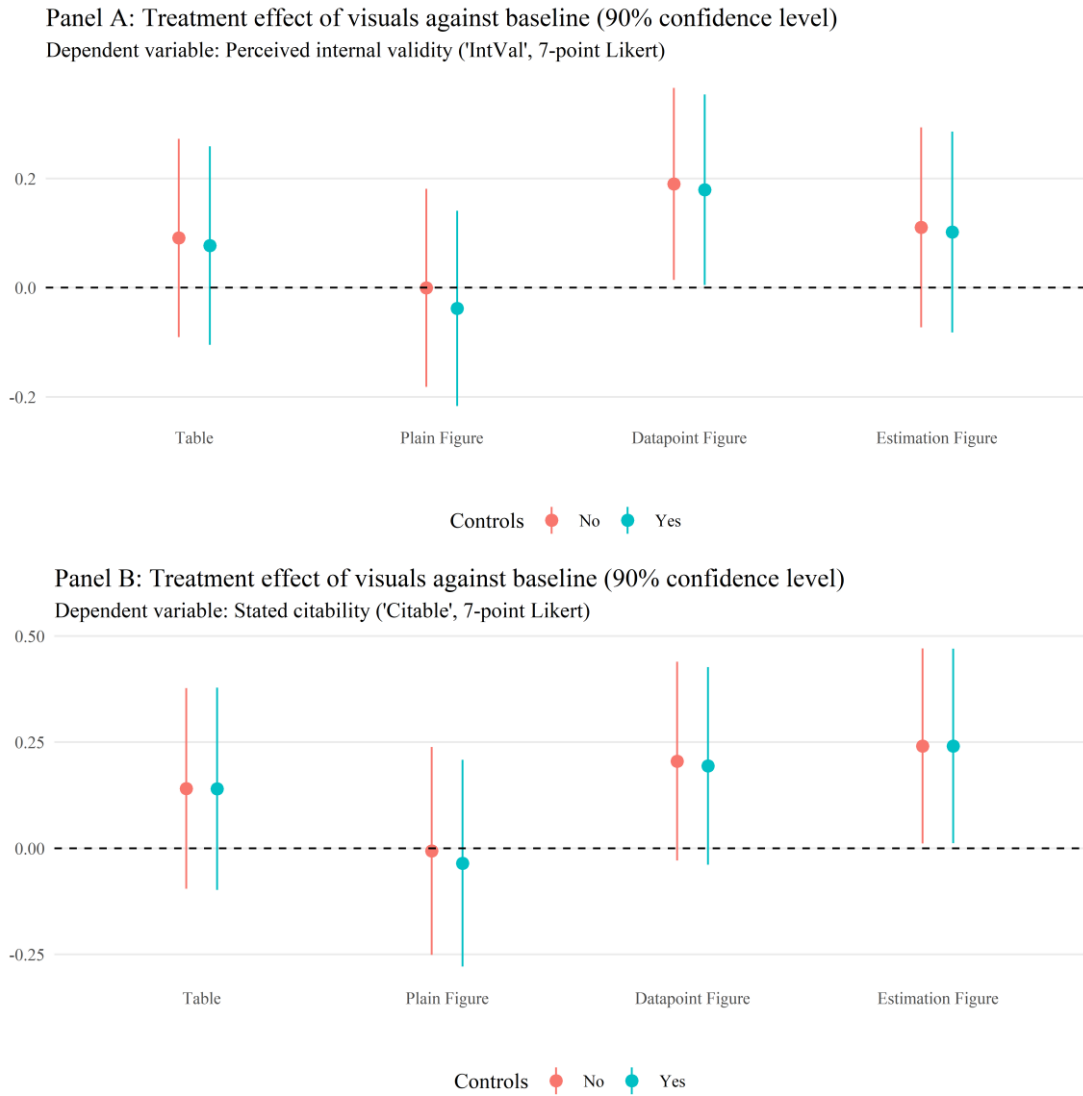 Panel A: Treatment effect of visuals against baseline (90% confidence level)
Dependent variable: Perceived internal validity ('IntVal', 7-point Likert)
0.2
0.0
-0.2
Table Plain Figure Datapoint Figure Estimation Figure
Controls No Yes
Panel B: Treatment effect of visuals against baseline (90% confidence level)
Dependent variable: Stated citability ('Citable', 7-point Likert)
0.50
0.25
0.00
-0.25
Table Plain Figure Datapoint Figure Estimation Figure
Controls No Yes